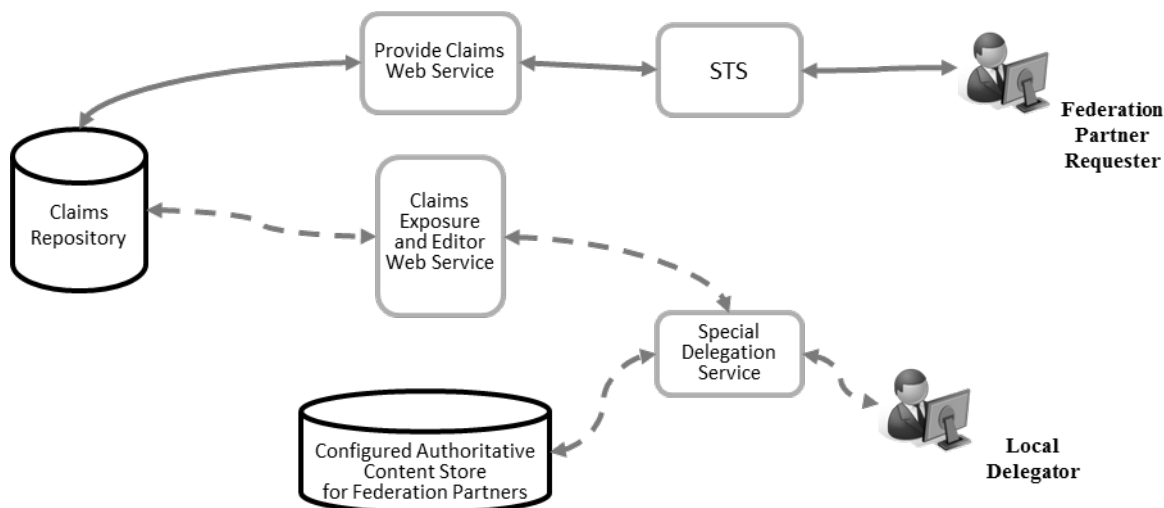 Provide Claims
Web Service
STS
Federation
Partner
Requester
Claims
Repository
Claims
Exposure
and Editor
Web Service
Special
Delegation
Service
Configured Authoritative
Content Store
for Federation Partners
Local
Delegator